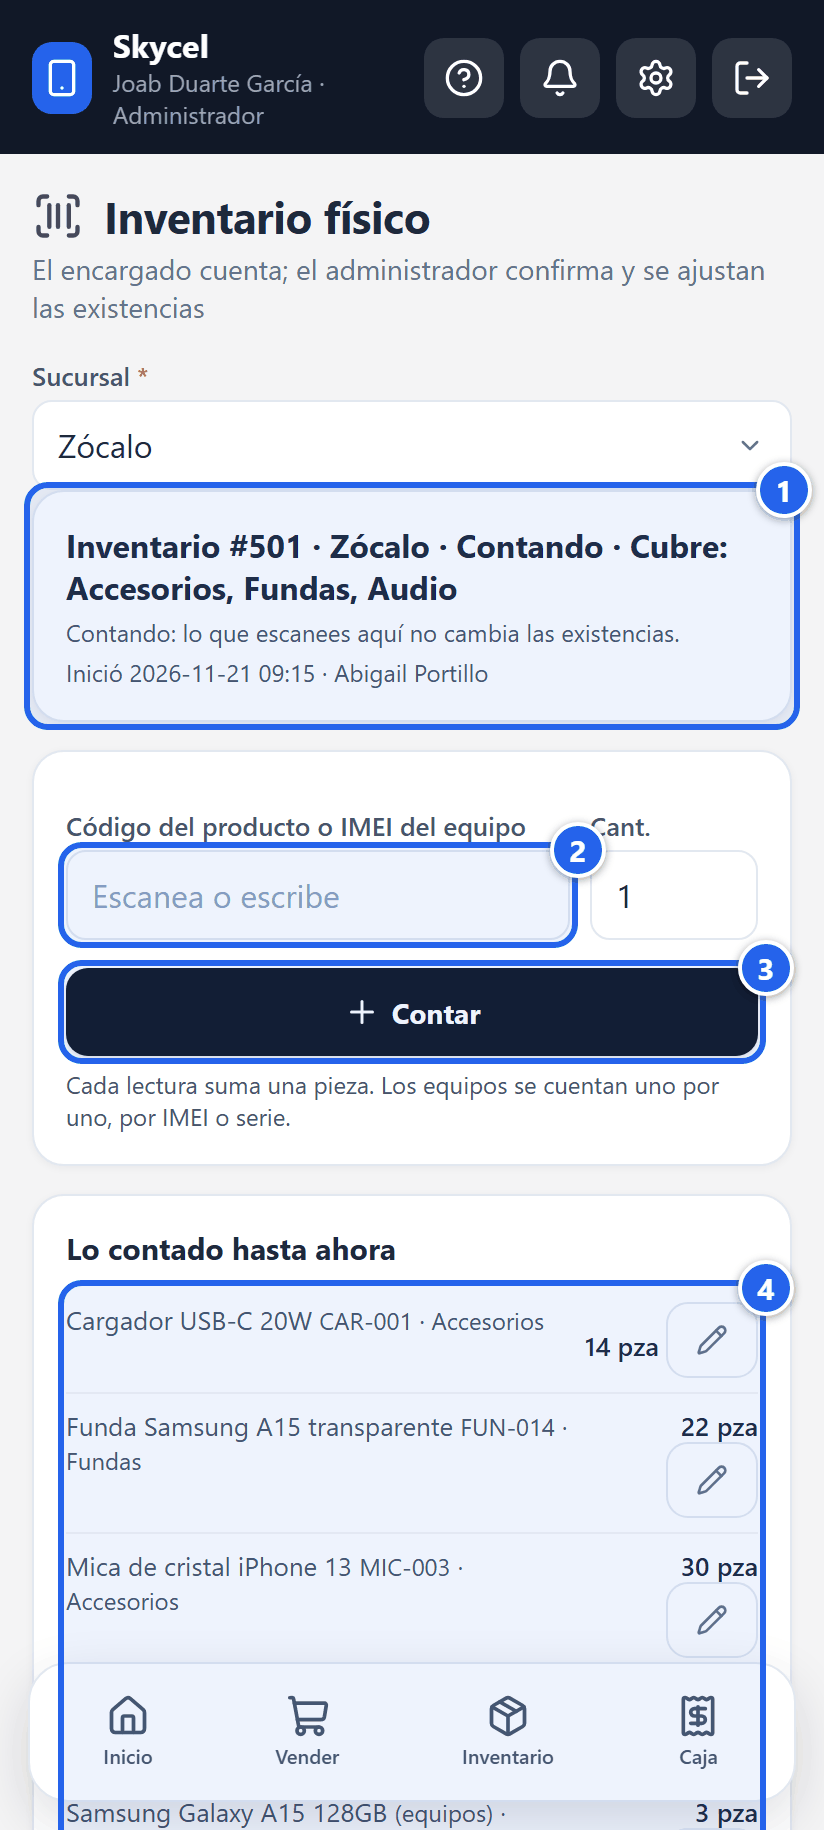 Skycel
Joab Duarte García ·
Administrador
Inventario físico
El encargado cuenta; el administrador confirma y se ajustan
las existencias
Sucursal *
Zócalo
1
Inventario #501 · Zócalo · Contando · Cubre:
Accesorios, Fundas, Audio
Contando: lo que escanees aquí no cambia las existencias.
Inició 2026-11-21 09:15 · Abigail Portillo
Código del producto o IMEI del equipo
Cant.
2
Escanea o escribe
1
3
Contar
Cada lectura suma una pieza. Los equipos se cuentan uno por
uno, por IMEI o serie.
Lo contado hasta ahora
4
Cargador USB-C 20W CAR-001 · Accesorios
14 pza
Funda Samsung A15 transparente FUN-014 ·
Fundas
22 pza
Mica de cristal iPhone 13 MIC-003 ·
Accesorios
30 pza
Inicio
Vender
Inventario
Caja
Samsung Galaxy A15 128GB (equipos) ·
3 pza